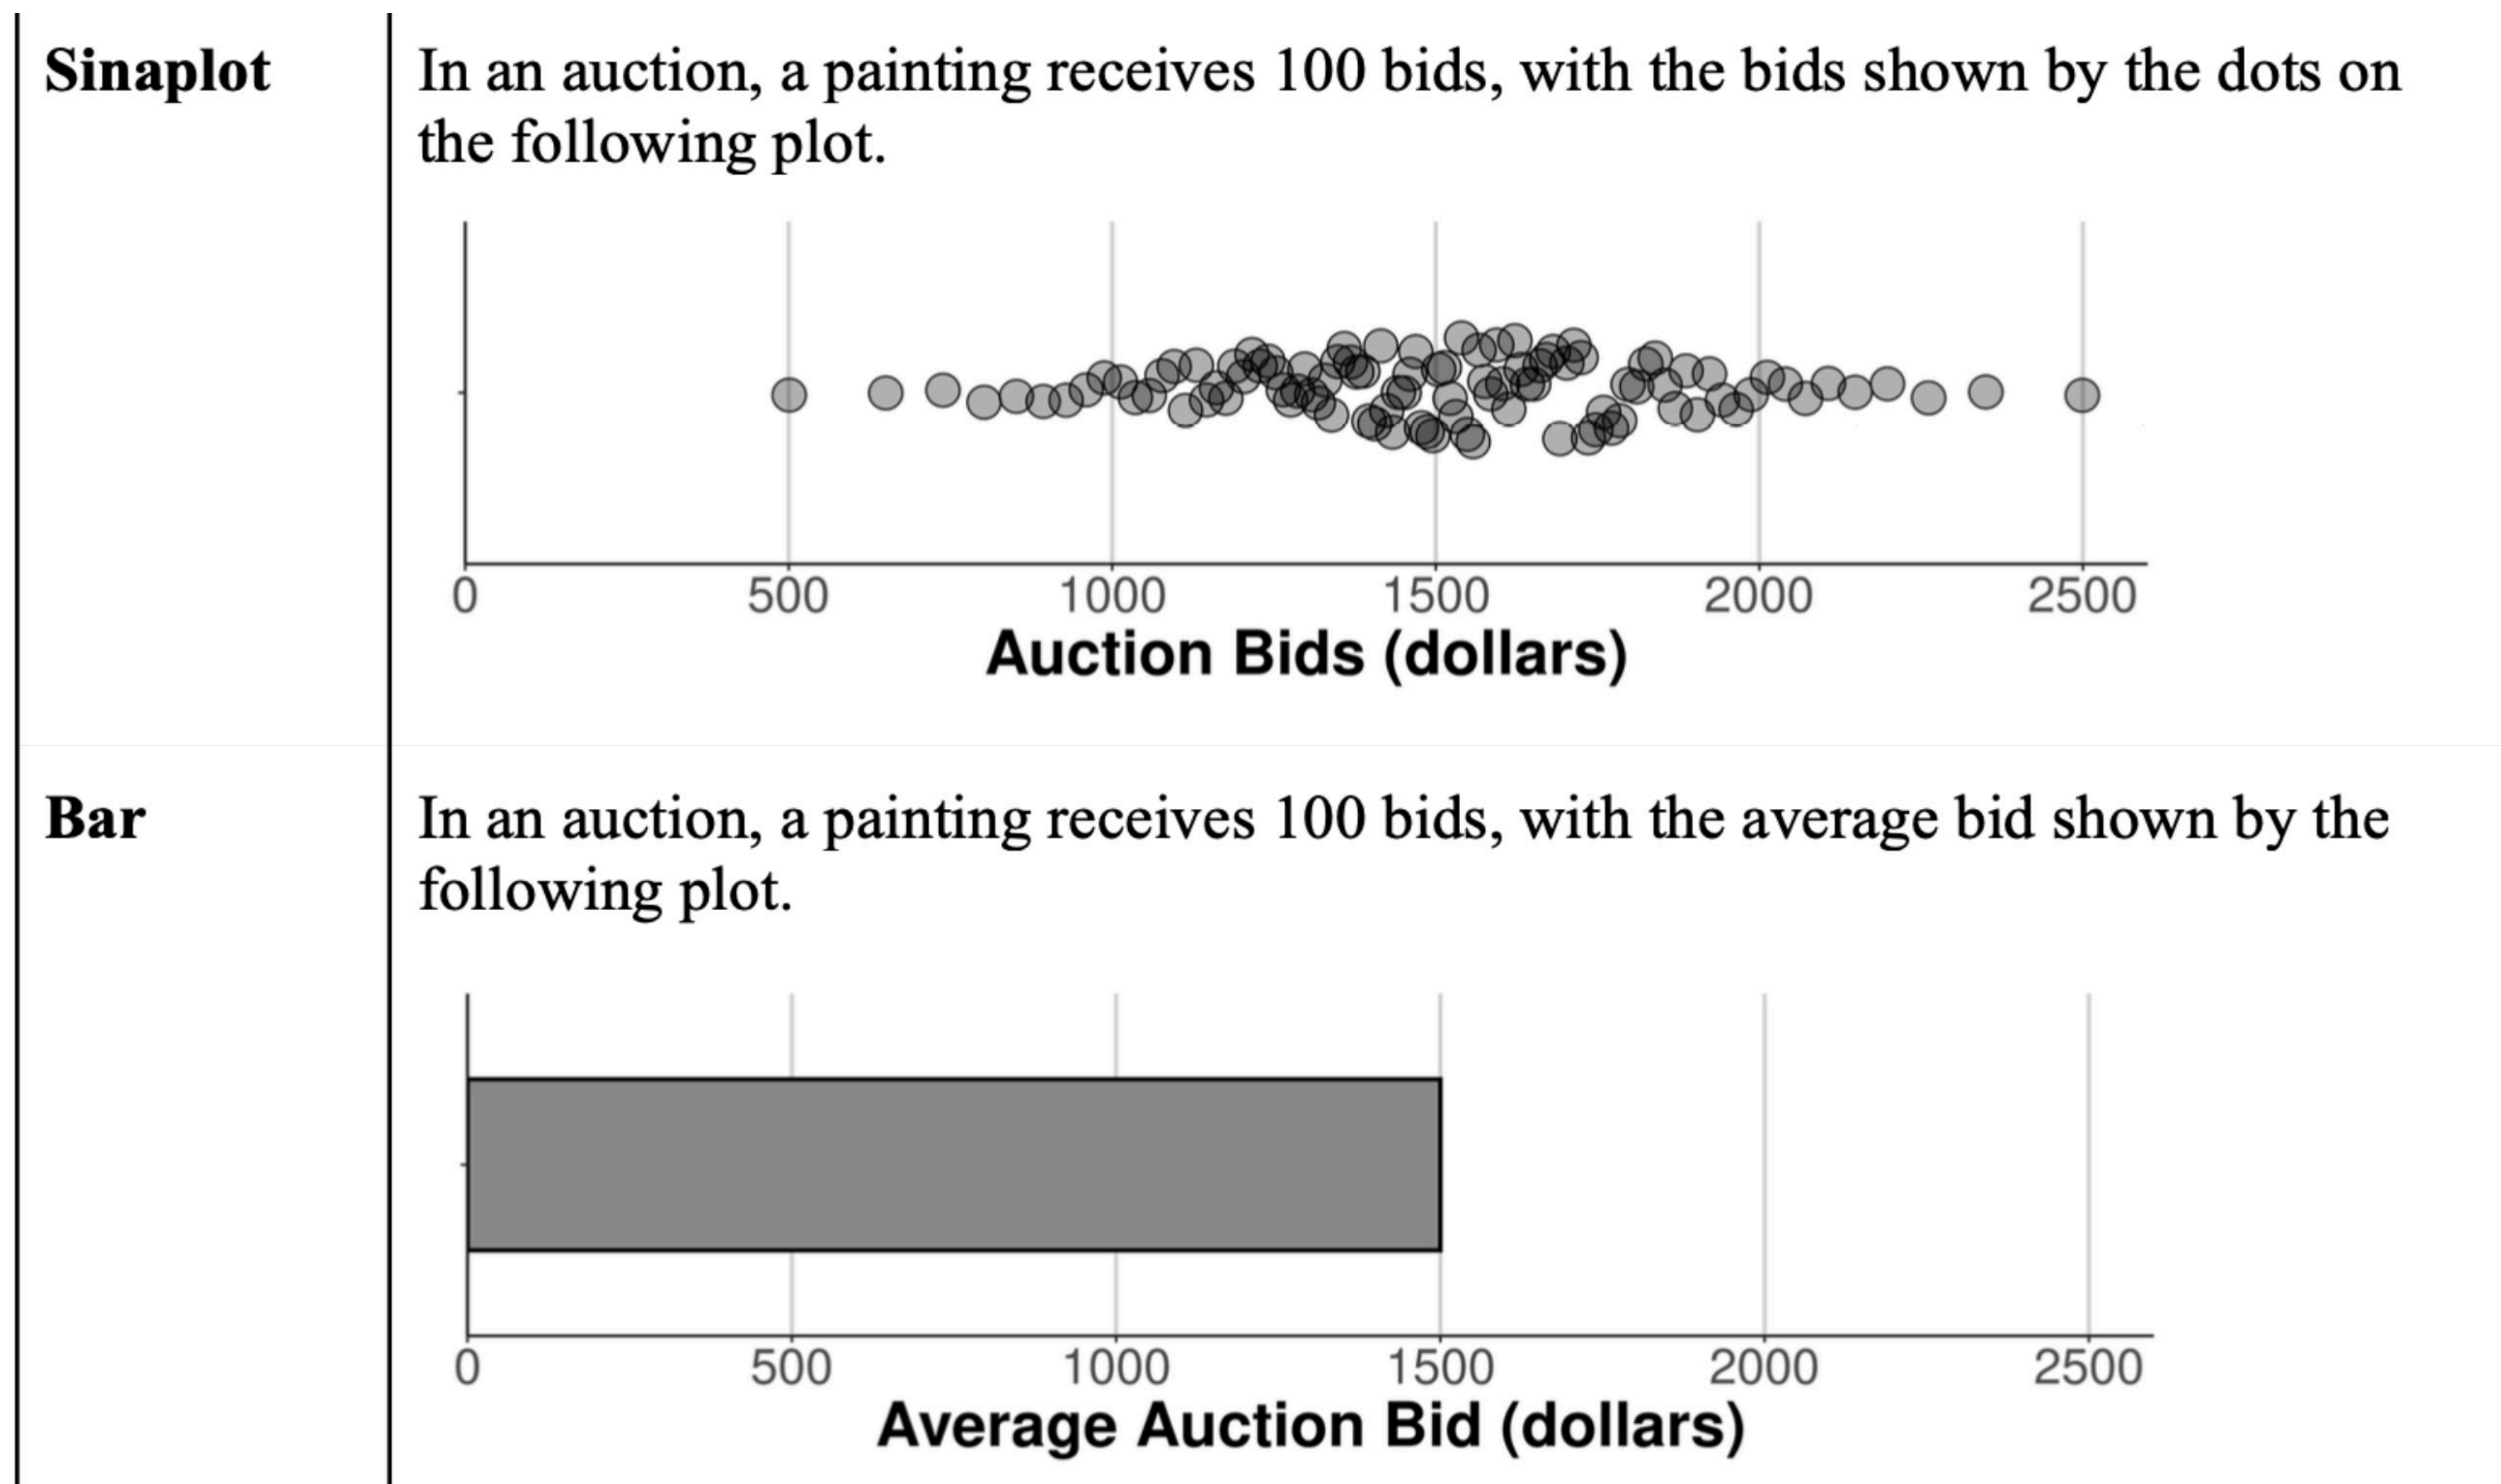 Sinaplot
In an auction, a painting receives 100 bids, with the bids shown by the dots on
the following plot.
0 500 1000 1500 2000 2500
Auction Bids (dollars)
Bar
In an auction, a painting receives 100 bids, with the average bid shown by the
following plot.
0 500 1000 1500 2000 2500
Average Auction Bid (dollars)